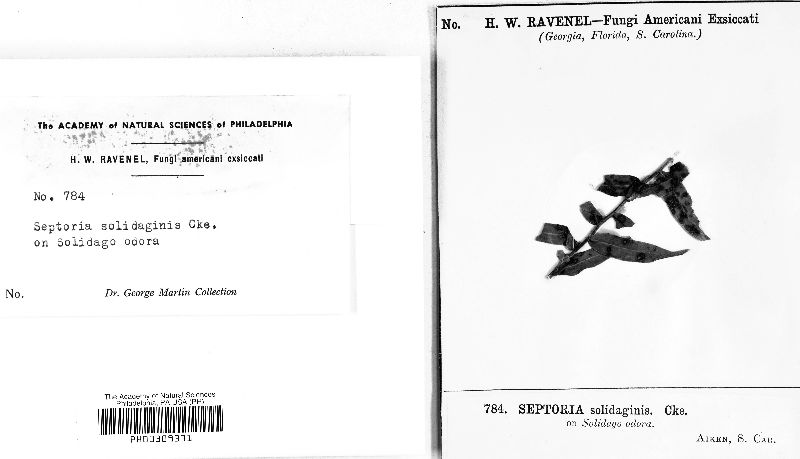 The ACADEMY of NATURAL SCIENCES of PHILADELPHIA
H. W. RAVENEL, Fungi americani exsiccati
No. 784
Septoria solidaginis Cke.
on Solidago odora
No.
Dr. George Martin Collection
The Academy of Natural Sciences
Philadelphia, PA USA (PH)
No. H. W. RAVENEL—Fungi Americani Exsiccati
(Georgia, Florida, S. Carolina.)
784. SEPTORIA solidaginis. Cke.
on Solidago odora.
AIKEN, S. CAR.